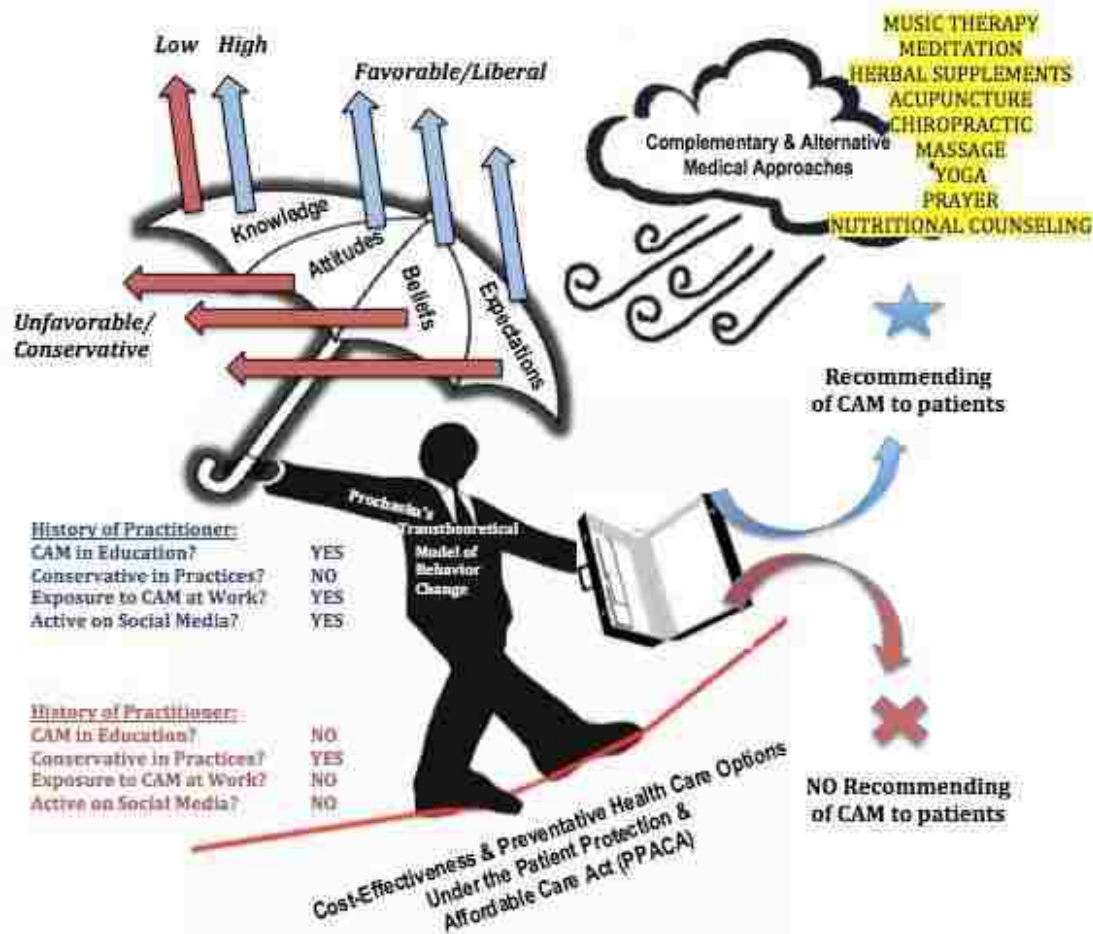 Low High
Favorable/Liberal
MUSIC THERAPY
MEDITATION
HERBAL SUPPLEMENTS
ACUPUNCTURE
CHIROPRACTIC
MASSAGE
YOGA
PRAYER
NUTRITIONAL COUNSELING
Complementary & Alternative
Medical Approaches
Knowledge
Attitudes
Beliefs
Expectations
Unfavorable/
Conservative
Recommending
of CAM to patients
Prochaska's
Transtheoretical
Model of
Behavior
Change
History of Practitioner:
CAM in Education? YES
Conservative in Practices? NO
Exposure to CAM at Work? YES
Active on Social Media? YES
History of Practitioner:
CAM in Education? NO
Conservative in Practices? YES
Exposure to CAM at Work? NO
Active on Social Media? NO
NO Recommending
of CAM to patients
Cost-Effectiveness & Preventative Health Care Options
Under the Patient Protection &
Affordable Care Act (PPACA)